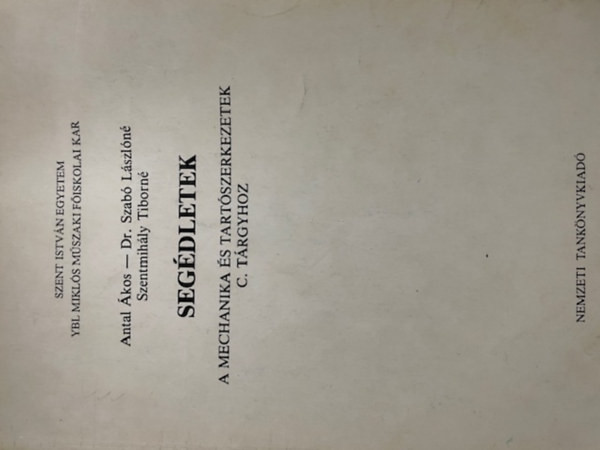 SZENT ISTVÁN EGYETEM
YBL MIKLÓS MŰSZAKI FŐISKOLAI KAR
Antal Ákos — Dr. Szabó Lászlóné
Szentmihály Tiborné
SEGÉDLETEK
A MECHANIKA ÉS TARTÓSZERKEZETEK
C. TÁRGYHOZ
NEMZETI TANKÖNYVKIADÓ